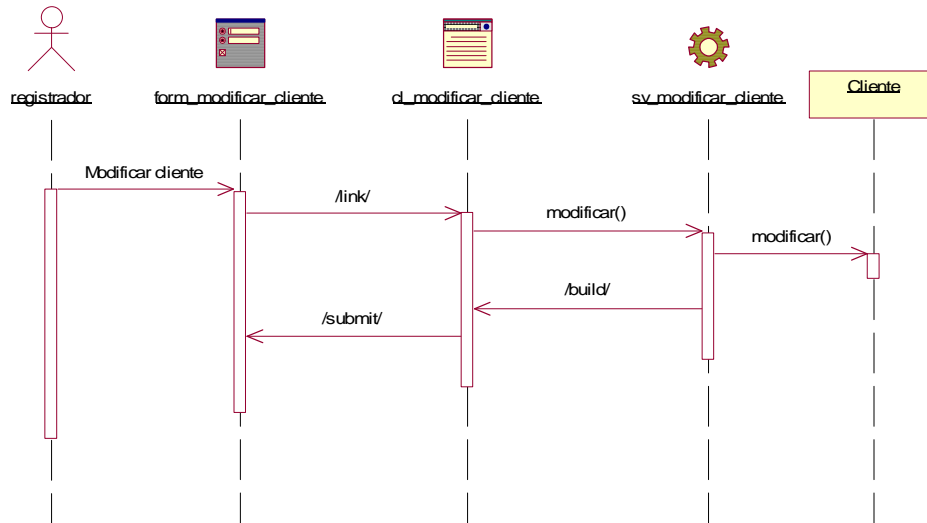 registrador
form_modificar_cliente
cl_modificar_cliente
sv_modificar_cliente
Cliente
Modificar cliente
/link/
modificar()
modificar()
/build/
/submit/